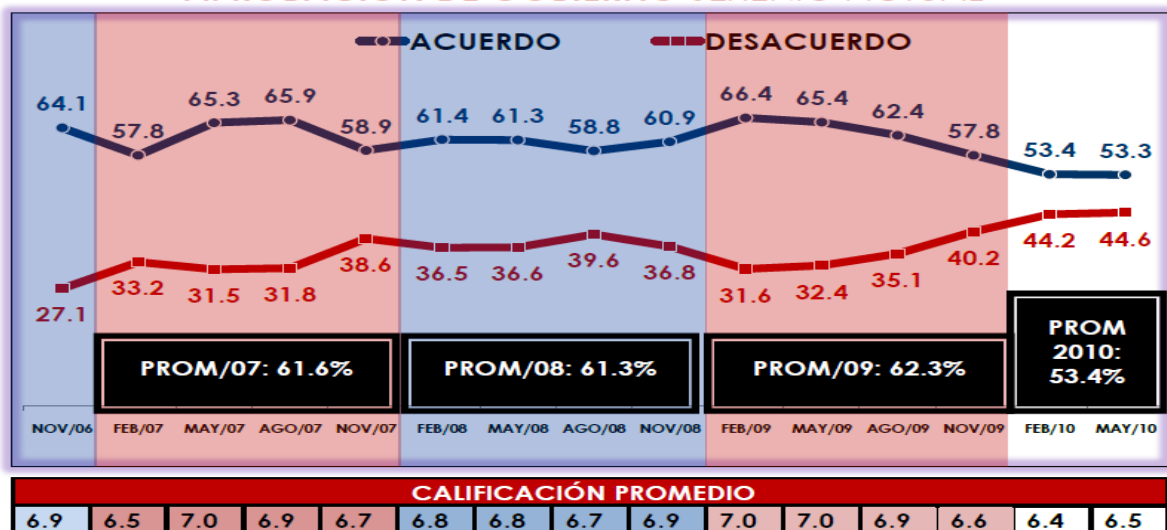 ACUERDO DESACUERDO
64.1 57.8 65.3 65.9 58.9 61.4 61.3 58.8 60.9 66.4 65.4 62.4 57.8 53.4 53.3
27.1 33.2 31.5 31.8 38.6 36.5 36.6 39.6 36.8 31.6 32.4 35.1 40.2 44.2 44.6
PROM/07: 61.6% PROM/08: 61.3% PROM/09: 62.3%
PROM
2010:
53.4%
NOV/06 FEB/07 MAY/07 AGO/07 NOV/07 FEB/08 MAY/08 AGO/08 NOV/08 FEB/09 MAY/09 AGO/09 NOV/09 FEB/10 MAY/10
CALIFICACIÓN PROMEDIO
6.9 6.5 7.0 6.9 6.7 6.8 6.8 6.7 6.9 7.0 7.0 6.9 6.6 6.4 6.5